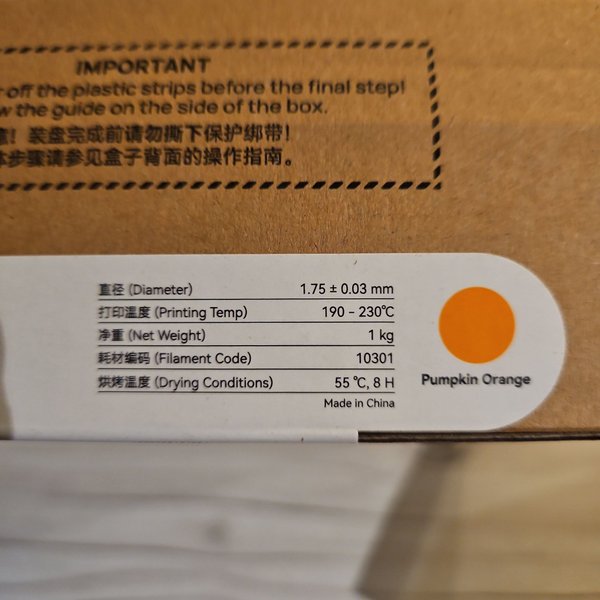 IMPORTANT
off the plastic strips before the final step!
the guide on the side of the box.
装盘完成前请勿撕下保护绑带!
步骤请参见盒子背面的操作指南。
直径 (Diameter) 1.75 ± 0.03 mm
打印温度 (Printing Temp) 190 - 230℃
净重 (Net Weight) 1 kg
耗材编码 (Filament Code) 10301
烘烤温度 (Drying Conditions) 55 ℃, 8 H
Made in China
Pumpkin Orange